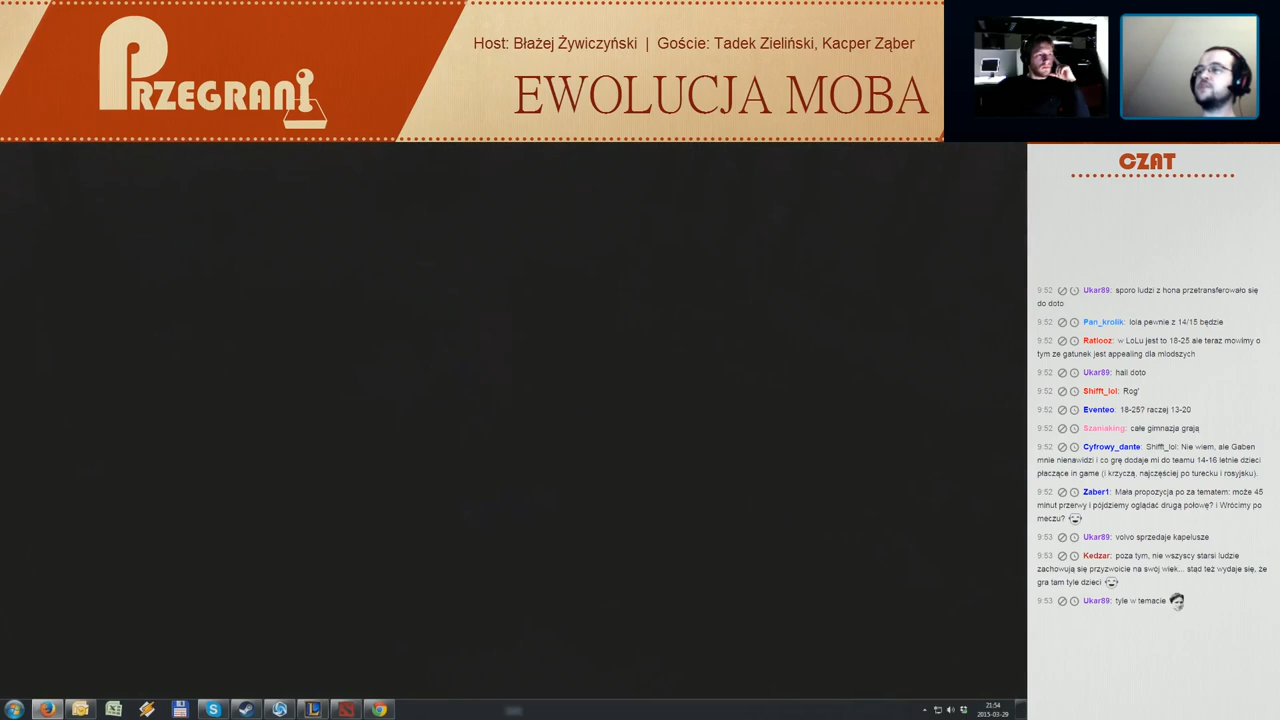 PRZEGRANI
Host: Błażej Żywiczyński | Goście: Tadek Zieliński, Kacper Ząber
EWOLUCJA MOBA
CZAT
9:52 Ukar89: sporo ludzi z hona przetransferowało się
do doto
9:52 Pan_krolik: lola pewnie z 14/15 będzie
9:52 Ratlooz: w LoLu jest to 18-25 ale teraz mowimy o
tym ze gatunek jest appealing dla mlodszych
9:52 Ukar89: hail doto
9:52 Shifft_lol: Rog'
9:52 Eventeo: 18-25? raczej 13-20
9:52 Szaniaking: całe gimnazja grają
9:52 Cyfrowy_dante: Shifft_lol: Nie wiem, ale Gaben
mnie nienawidzi i co grę dodaje mi do teamu 14-16 letnie dzieci
płaczące in game (i krzyczą, najczęściej po turecku i rosyjsku).
9:52 Zaber1: Mała propozycja po za tematem: może 45
minut przerwy i pójdziemy oglądać drugą połowę? i Wrócimy po
meczu?
9:53 Ukar89: volvo sprzedaje kapelusze
9:53 Kedzar: poza tym, nie wszyscy starsi ludzie
zachowują się przyzwoicie na swój wiek... stąd też wydaje się, że
gra tam tyle dzieci
9:53 Ukar89: tyle w temacie
21:54
2015-03-29